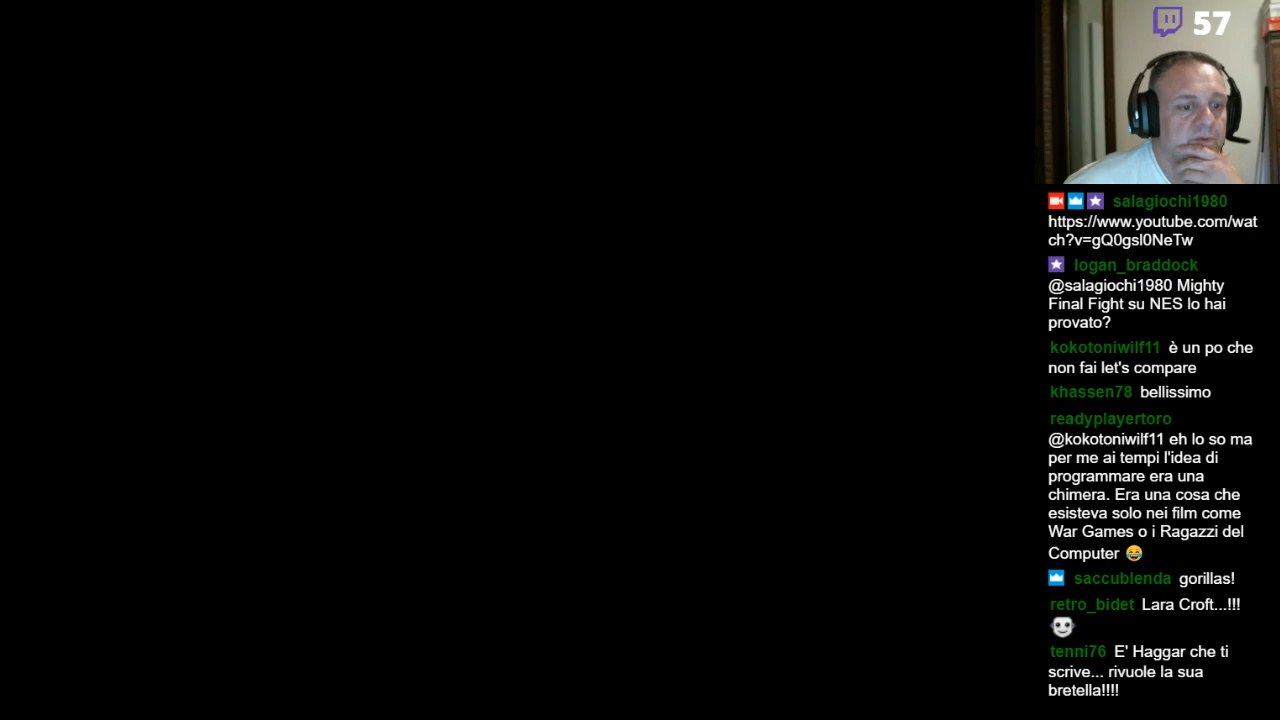 57
salagiochi1980
https://www.youtube.com/wat
ch?v=gQ0gsl0NeTw
logan_braddock
@salagiochi1980 Mighty
Final Fight su NES lo hai
provato?
kokotoniwilf11 è un po che
non fai let's compare
khassen78 bellissimo
readyplayertoro
@kokotoniwilf11 eh lo so ma
per me ai tempi l'idea di
programmare era una
chimera. Era una cosa che
esisteva solo nei film come
War Games o i Ragazzi del
Computer 😂
saccublenda gorillas!
retro_bidet Lara Croft...!!!
tenni76 E' Haggar che ti
scrive... rivuole la sua
bretella!!!!